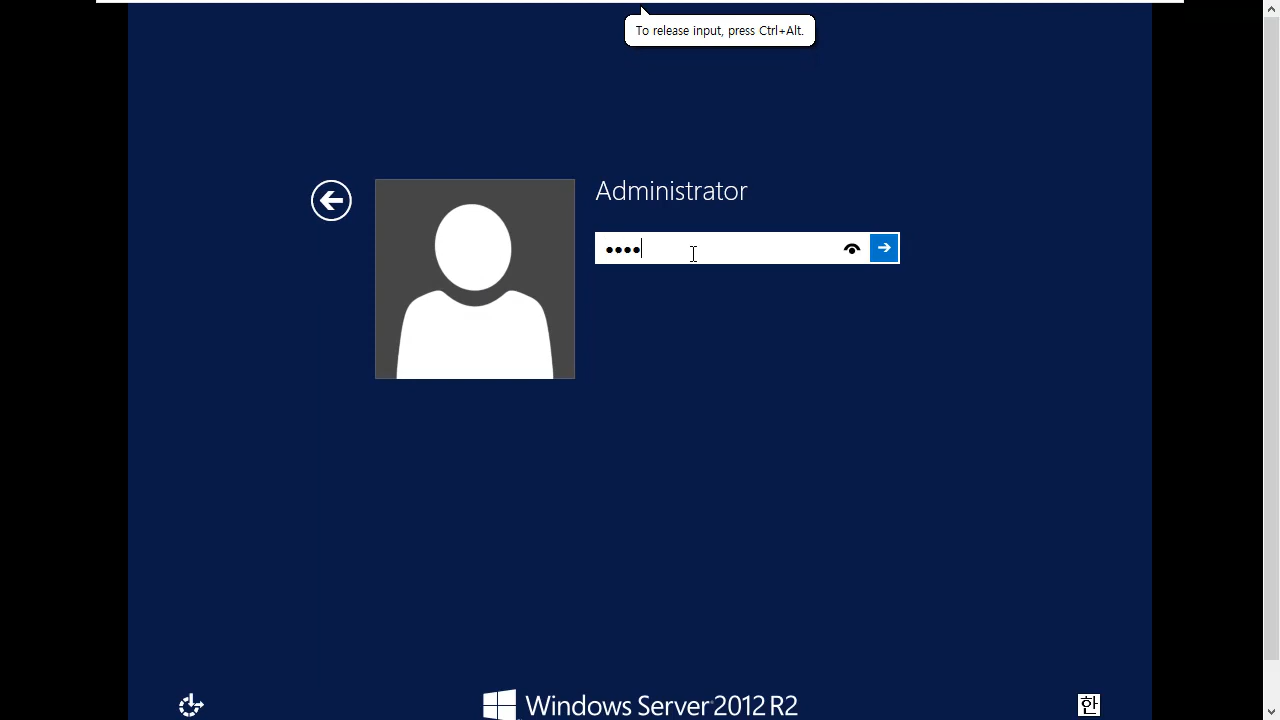 To release input, press Ctrl+Alt.
Administrator
••••
Windows Server 2012 R2
한